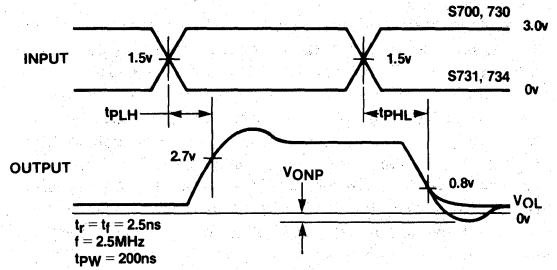 S700, 730
3.0v
INPUT
1.5v
1.5v
S731, 734
0v
tPLH
tPHL
2.7v
OUTPUT
VONP
0.8v
VOL
0v
tr = tf = 2.5ns
f = 2.5MHz
tPW = 200ns